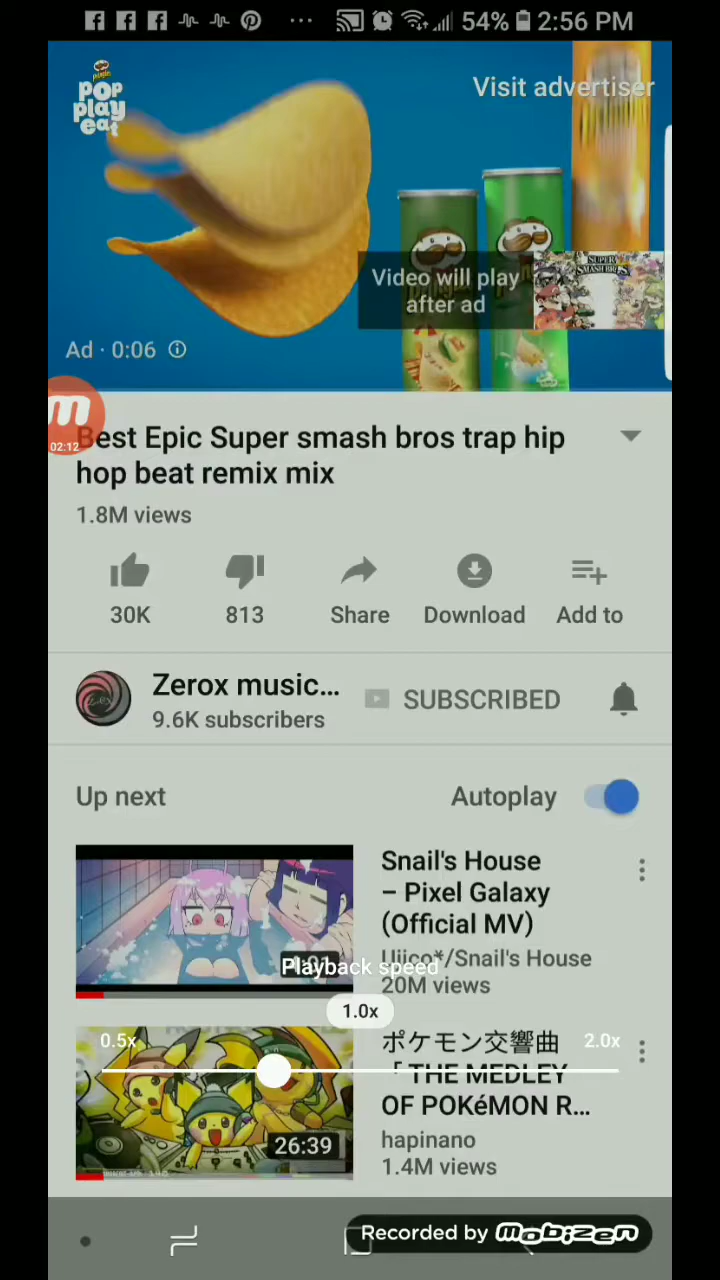 54% 2:56 PM
Pringles
POP
play
eat
Visit advertiser
Video will play
after ad
SUPER
SMASH BROS
Ad · 0:06
02:12
Best Epic Super smash bros trap hip
hop beat remix mix
1.8M views
30K
813
Share
Download
Add to
Zerox music...
9.6K subscribers
SUBSCRIBED
Up next
Autoplay
Snail's House
– Pixel Galaxy
(Official MV)
Ujico*/Snail's House
20M views
Playback speed
1.0x
0.5x
2.0x
ポケモン交響曲
「THE MEDLEY
OF POKéMON R...
26:39
hapinano
1.4M views
Recorded by mobizen